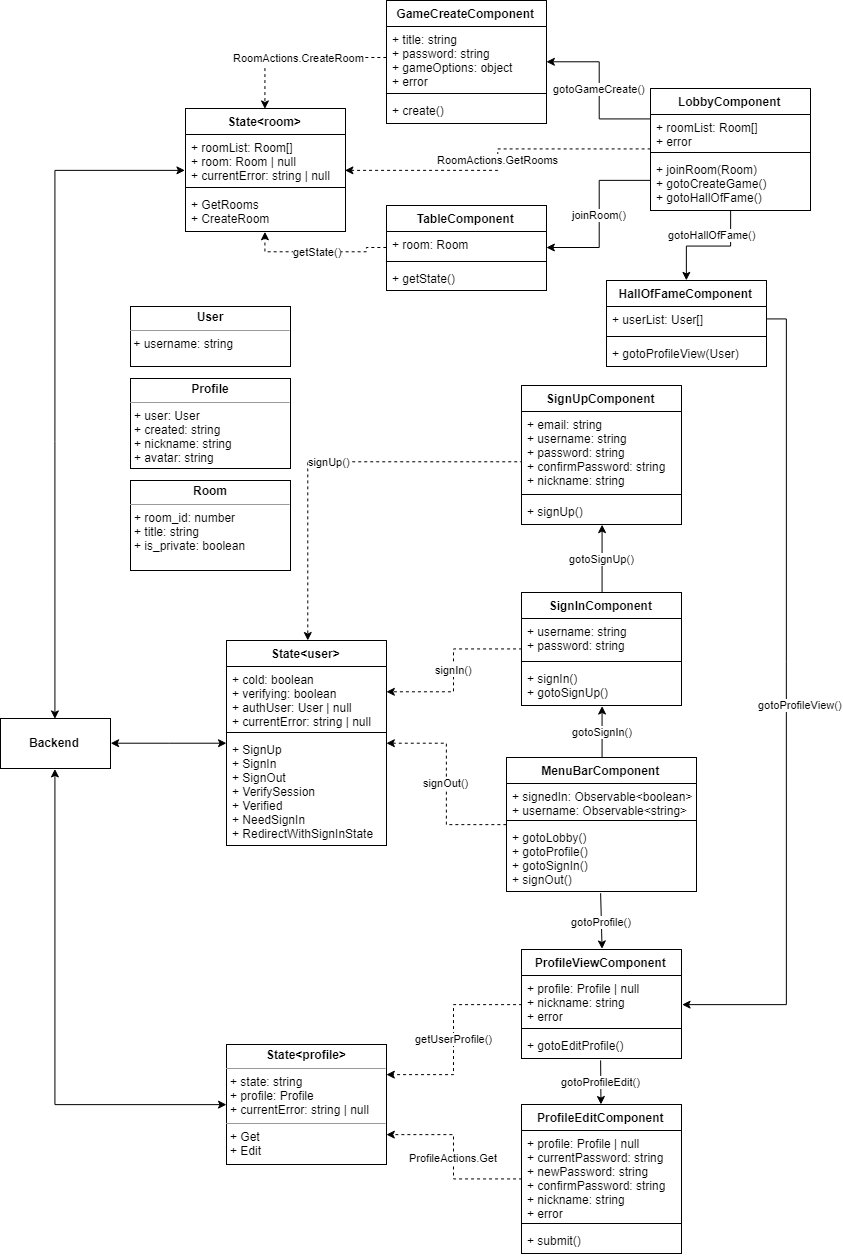 GameCreateComponent
+ title: string
+ password: string
+ gameOptions: object
+ error
+ create()
RoomActions.CreateRoom
gotoGameCreate()
LobbyComponent
+ roomList: Room[]
+ error
+ joinRoom(Room)
+ gotoCreateGame()
+ gotoHallOfFame()
State<room>
+ roomList: Room[]
+ room: Room | null
+ currentError: string | null
+ GetRooms
+ CreateRoom
RoomActions.GetRooms
joinRoom()
TableComponent
+ room: Room
+ getState()
getState()
gotoHallOfFame()
HallOfFameComponent
+ userList: User[]
+ gotoProfileView(User)
User
+ username: string
Profile
+ user: User
+ created: string
+ nickname: string
+ avatar: string
Room
+ room_id: number
+ title: string
+ is_private: boolean
SignUpComponent
+ email: string
+ username: string
+ password: string
+ confirmPassword: string
+ nickname: string
+ signUp()
signUp()
gotoSignUp()
SignInComponent
+ username: string
+ password: string
+ signIn()
+ gotoSignUp()
State<user>
+ cold: boolean
+ verifying: boolean
+ authUser: User | null
+ currentError: string | null
+ SignUp
+ SignIn
+ SignOut
+ VerifySession
+ Verified
+ NeedSignIn
+ RedirectWithSignInState
signIn()
gotoProfileView()
gotoSignIn()
Backend
MenuBarComponent
+ signedIn: Observable<boolean>
+ username: Observable<string>
+ gotoLobby()
+ gotoProfile()
+ gotoSignIn()
+ signOut()
signOut()
gotoProfile()
ProfileViewComponent
+ profile: Profile | null
+ nickname: string
+ error
+ gotoEditProfile()
getUserProfile()
State<profile>
+ state: string
+ profile: Profile
+ currentError: string | null
+ Get
+ Edit
gotoProfileEdit()
ProfileEditComponent
+ profile: Profile | null
+ currentPassword: string
+ newPassword: string
+ confirmPassword: string
+ nickname: string
+ error
+ submit()
ProfileActions.Get